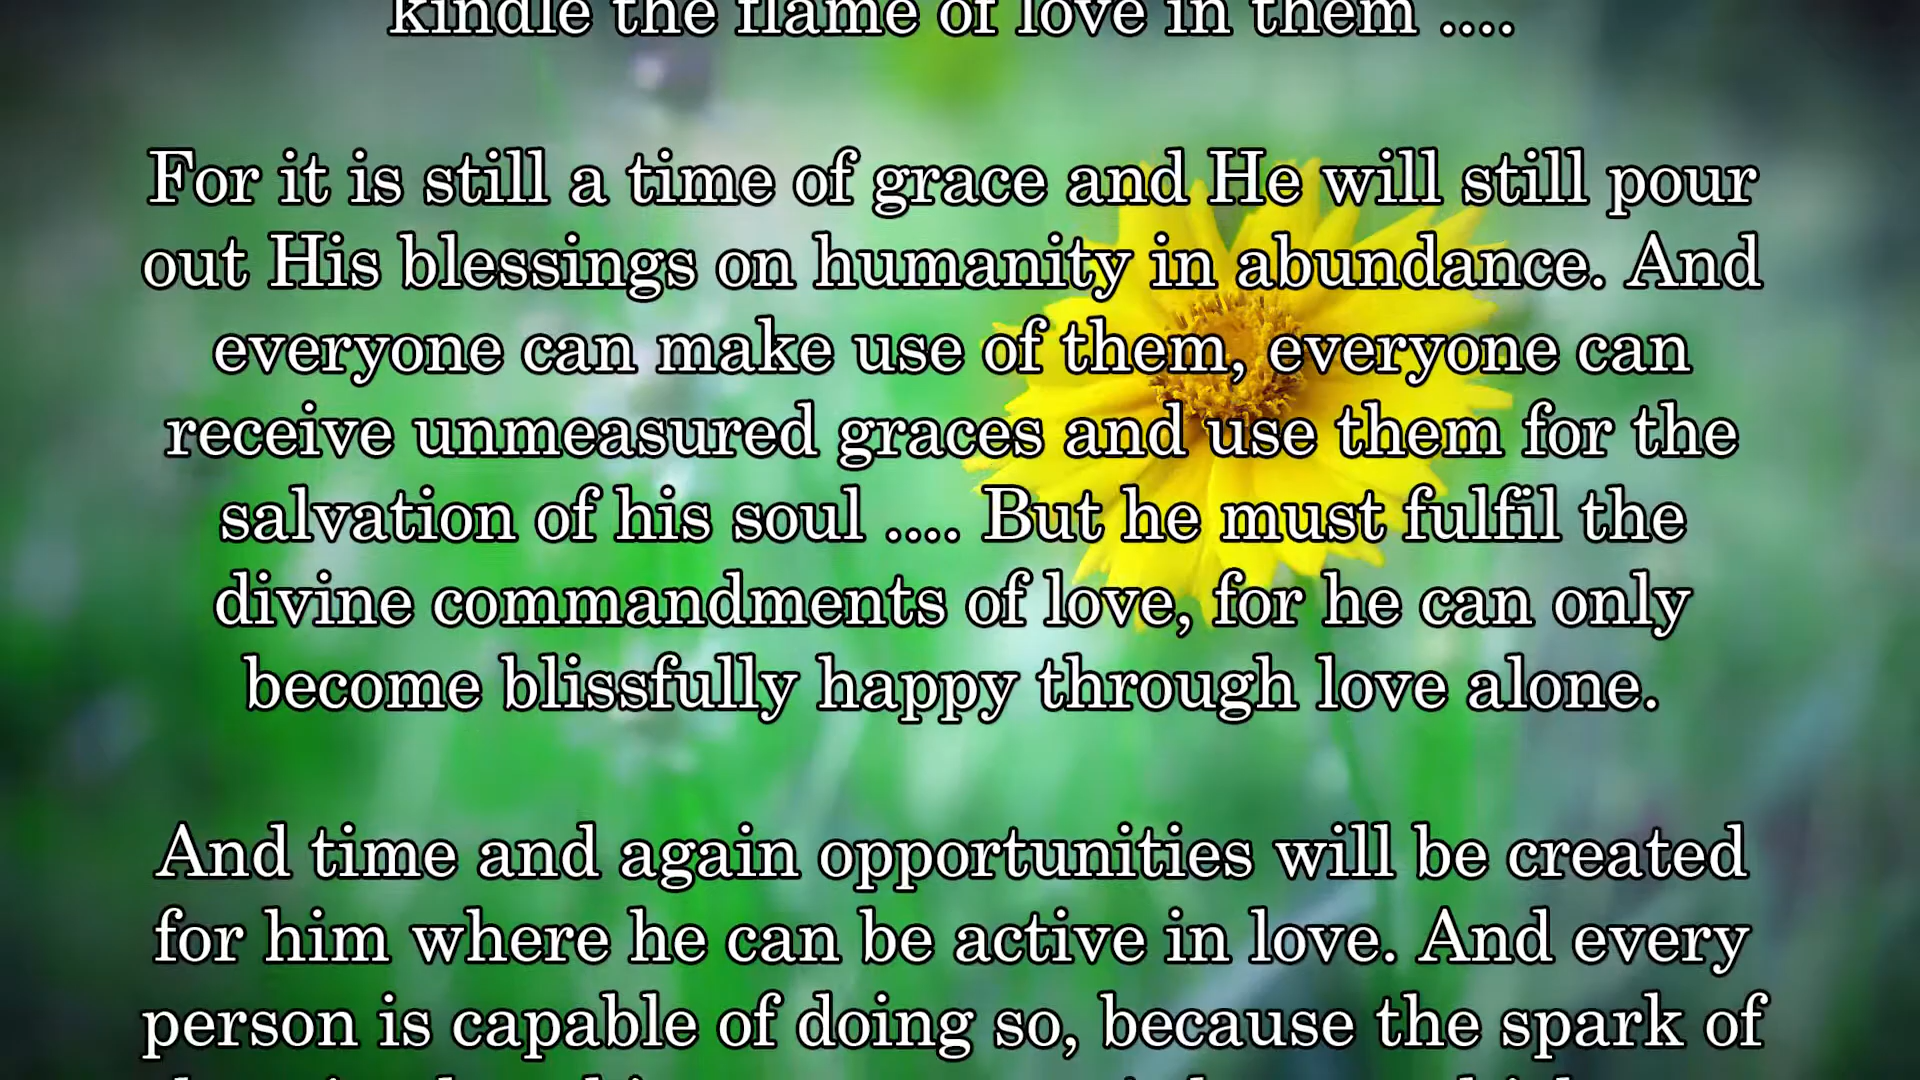 kindle the flame of love in them ....
For it is still a time of grace and He will still pour
out His blessings on humanity in abundance. And
everyone can make use of them, everyone can
receive unmeasured graces and use them for the
salvation of his soul .... But he must fulfil the
divine commandments of love, for he can only
become blissfully happy through love alone.
And time and again opportunities will be created
for him where he can be active in love. And every
person is capable of doing so, because the spark of